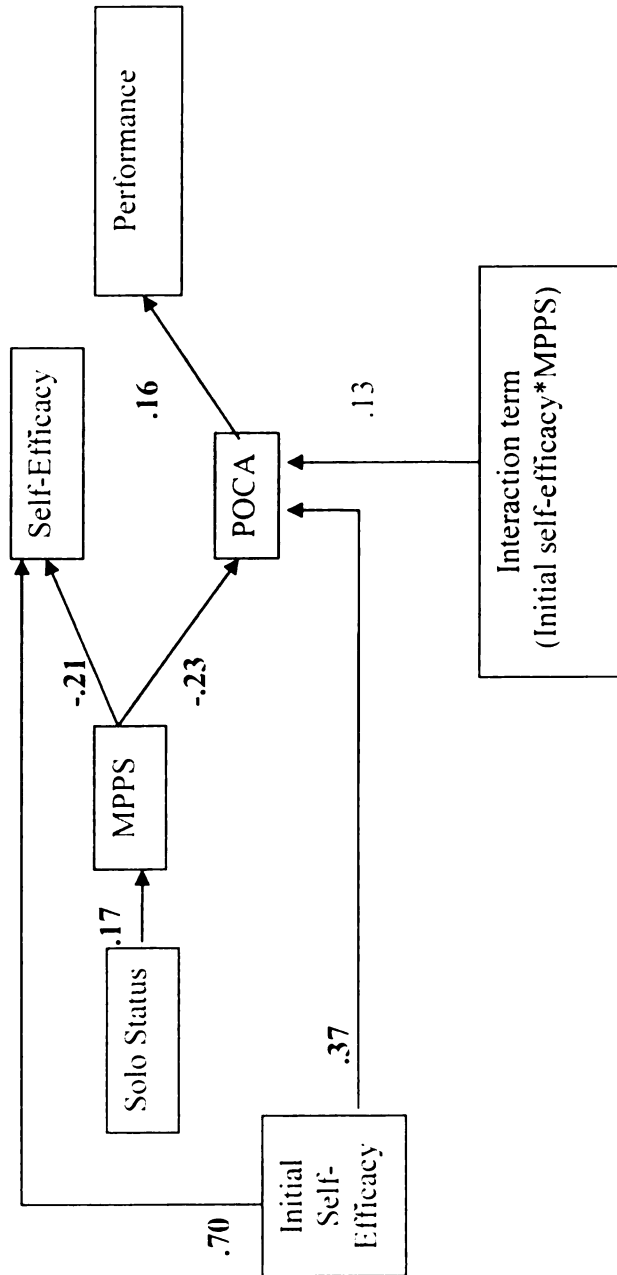 Performance
Self-Efficacy
.16
.13
POCA
-.21
-.23
MPPS
Interaction term
(Initial self-efficacy*MPPS)
.17
Solo Status
.37
.70
Initial
Self-
Efficacy